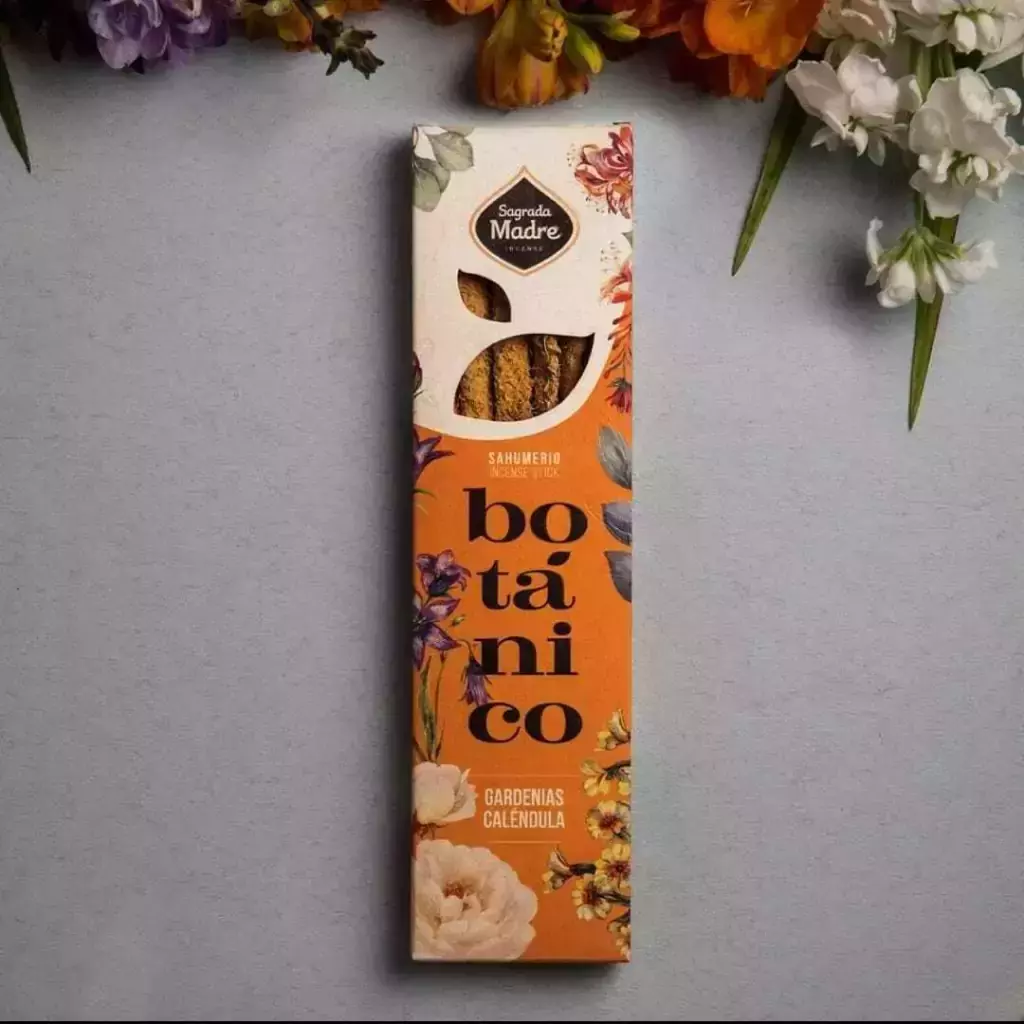 Sagrada
Madre
INCENSE
SAHUMERIO
INCENSE STICK
bo
tá
ni
co
GARDENIAS
CALÉNDULA